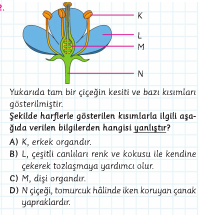 K
L
M
N
Yukarıda tam bir çiçeğin kesiti ve bazı kısımları
gösterilmiştir.
Şekilde harflerle gösterilen kısımlarla ilgili aşa-
ğıda verilen bilgilerden hangisi yanlıştır?
A) K, erkek organdır.
B) L, çeşitli canlıları renk ve kokusu ile kendine
çekerek tozlaşmaya yardımcı olur.
C) M, dişi organdır.
D) N çiçeği, tomurcuk hâlinde iken koruyan çanak
yapraklardır.